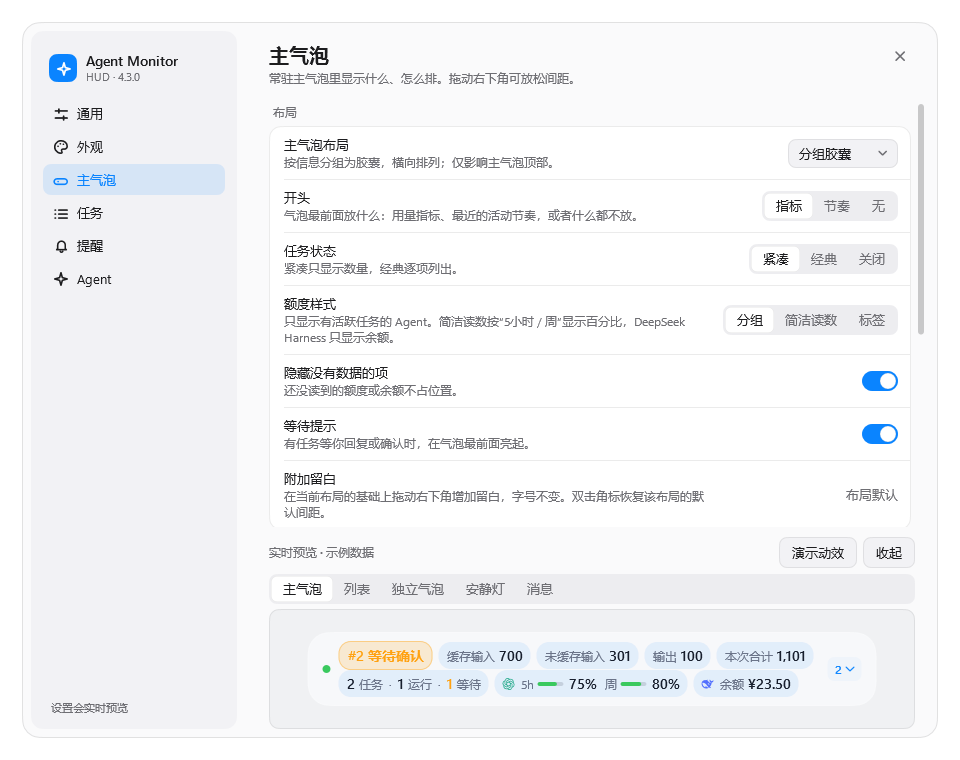 Agent Monitor
HUD · 4.3.0
通用
外观
主气泡
任务
提醒
Agent
设置会实时预览
主气泡
常驻主气泡里显示什么、怎么排。拖动右下角可放松间距。
布局
主气泡布局
按信息分组为胶囊，横向排列；仅影响主气泡顶部。
分组胶囊
开头
气泡最前面放什么：用量指标、最近的活动节奏，或者什么都不放。
指标 节奏 无
任务状态
紧凑只显示数量，经典逐项列出。
紧凑 经典 关闭
额度样式
只显示有活跃任务的 Agent。简洁读数按“5小时 / 周”显示百分比，DeepSeek
Harness 只显示余额。
分组 简洁读数 标签
隐藏没有数据的项
还没读到的额度或余额不占位置。
等待提示
有任务等你回复或确认时，在气泡最前面亮起。
附加留白
在当前布局的基础上拖动右下角增加留白，字号不变。双击角标恢复该布局的默
认间距。
布局默认
实时预览 · 示例数据
演示动效 收起
主气泡 列表 独立气泡 安静灯 消息
#2 等待确认 缓存输入 700 未缓存输入 301 输出 100 本次合计 1,101
2 任务 · 1 运行 · 1 等待 5h 75% 周 80% 余额 ¥23.50
2